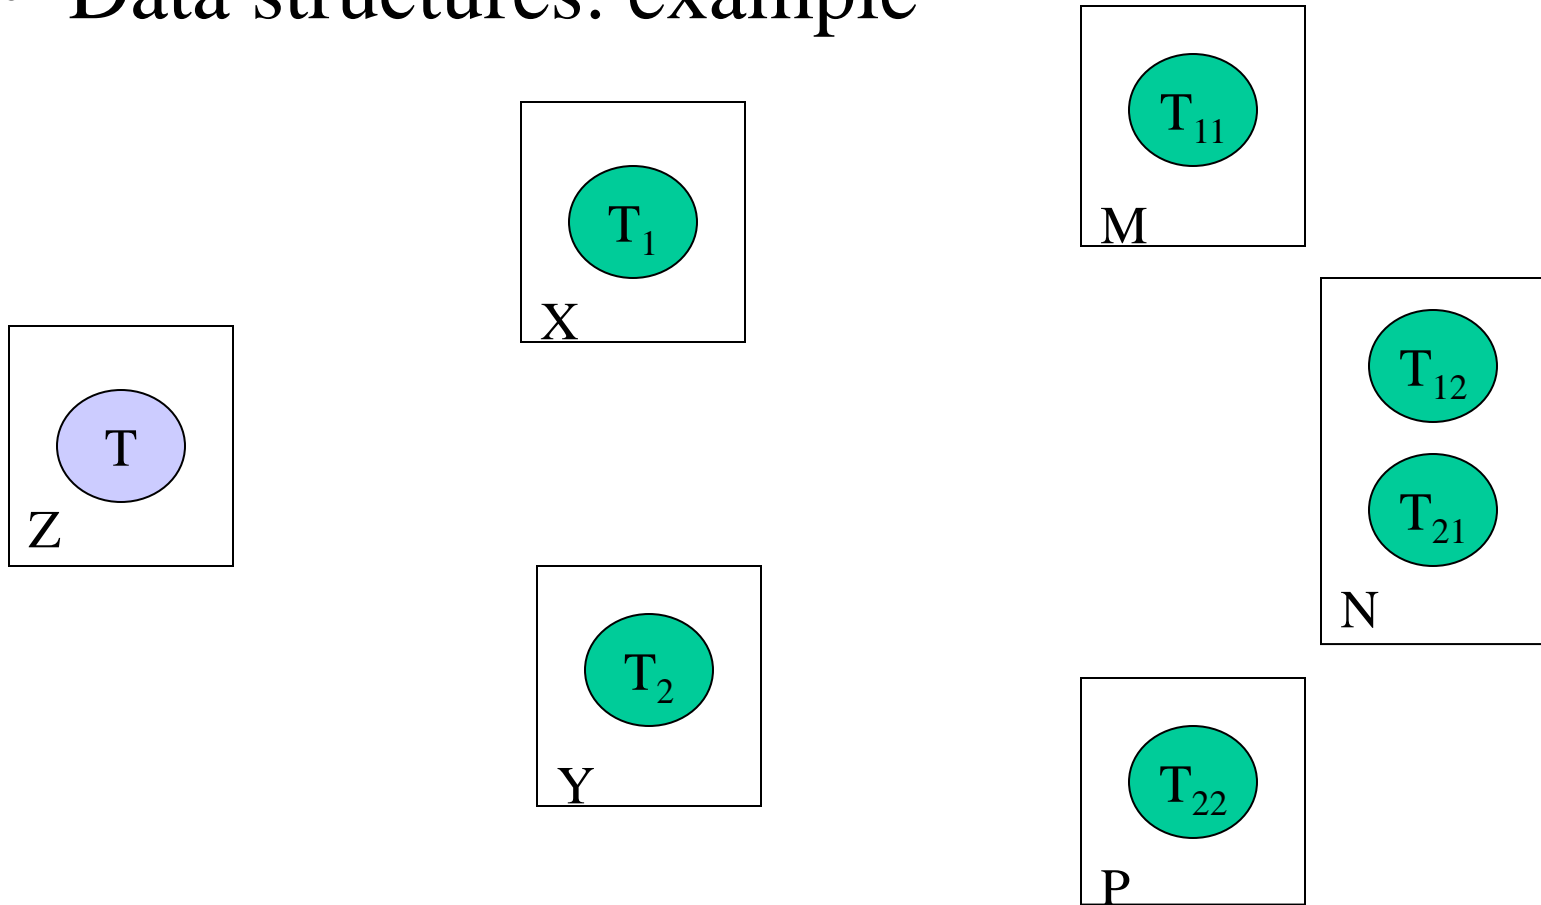 • Data structures: example
T₁₁
M
T₁
X
T₁₂
T
Z
T₂₁
N
T₂
Y
T₂₂
P